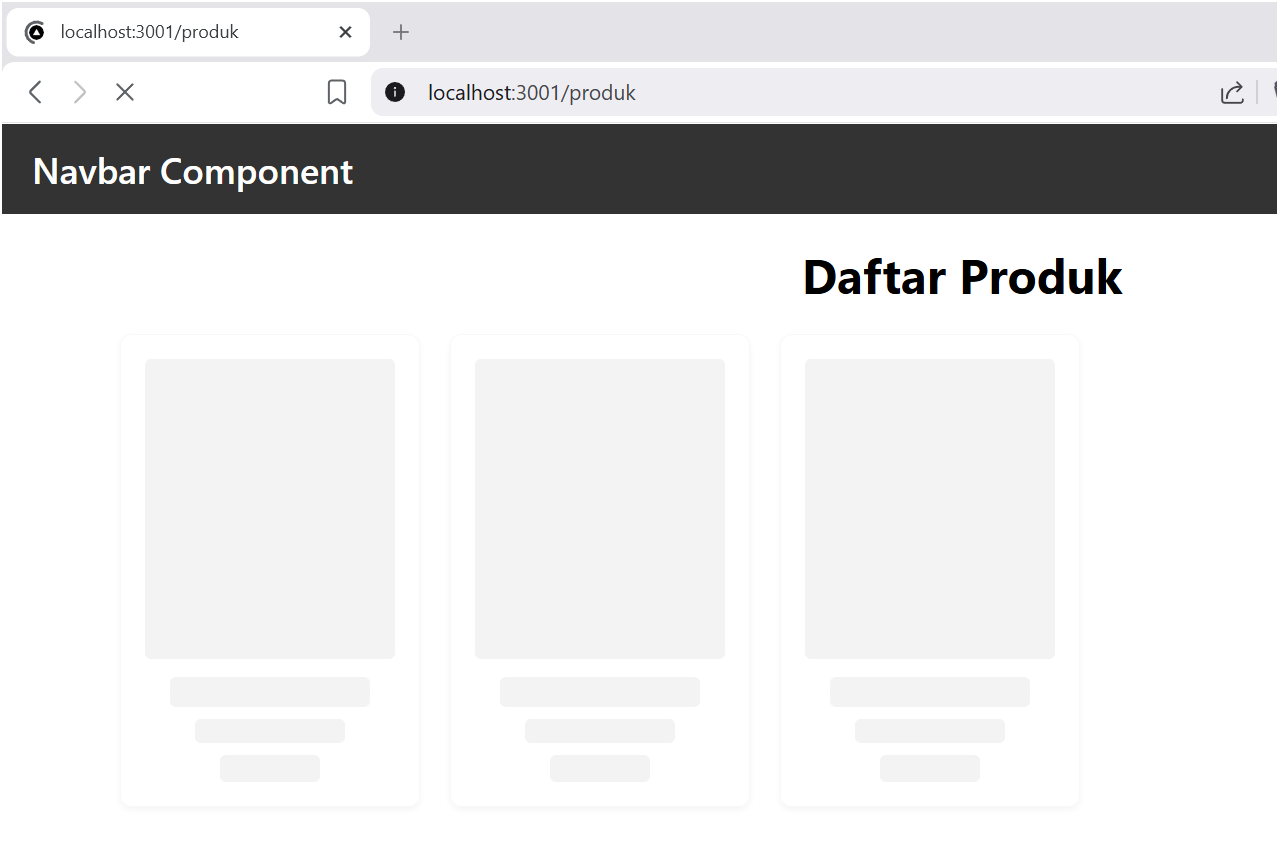 localhost:3001/produk
localhost:3001/produk
Navbar Component
Daftar Produk